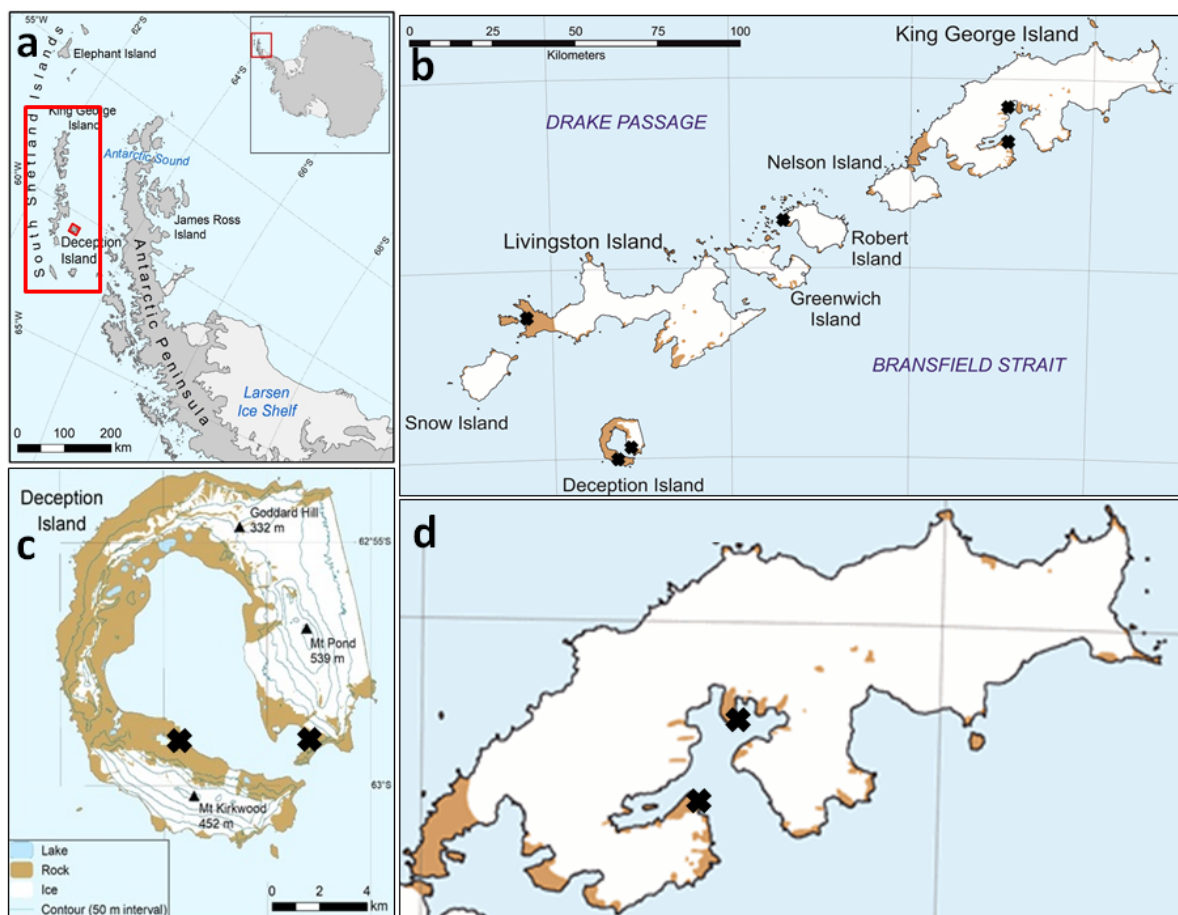 a
55°W
62°S
Elephant Island
64°S
South Shetland Islands
King George
Island
60°W
Antarctic Sound
66°S
James Ross
Island
Deception
Island
68°S
Antarctic Peninsula
65°W
Larsen
Ice Shelf
0 100 200
km
b
0 25 50 75 100
Kilometers
King George Island
DRAKE PASSAGE
Nelson Island
Livingston Island
Robert
Island
Greenwich
Island
BRANSFIELD STRAIT
Snow Island
Deception Island
c
Deception
Island
Goddard Hill
332 m
62°55'S
Mt Pond
539 m
63°S
Mt Kirkwood
452 m
Lake
Rock
Ice
Contour (50 m interval)
0 2 4
km
d